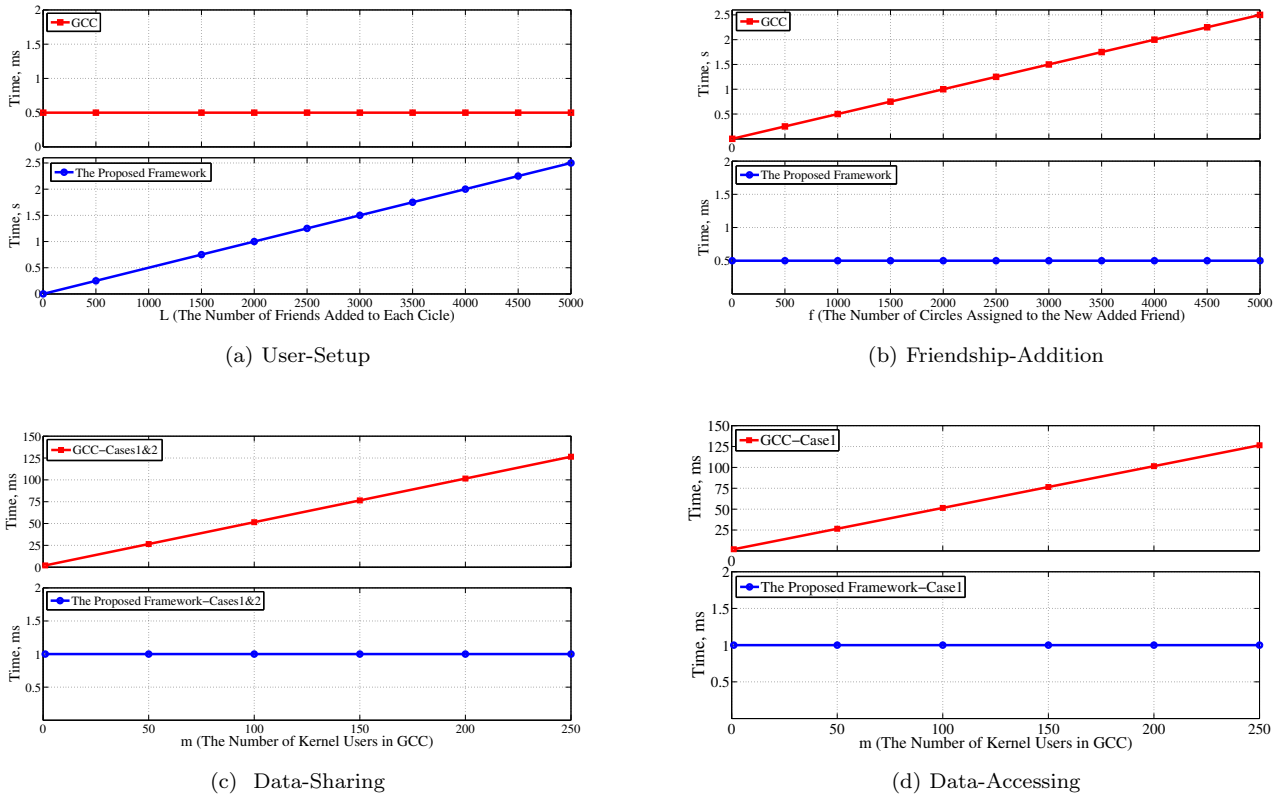 GCC
Time, ms
2
1.5
1
0.5
0
The Proposed Framework
Time, s
2.5
2
1.5
1
0.5
0
0 500 1000 1500 2000 2500 3000 3500 4000 4500 5000
L (The Number of Friends Added to Each Cicle)
(a) User-Setup
GCC
Time, s
2.5
2
1.5
1
0.5
0
The Proposed Framework
Time, ms
2
1.5
1
0.5
0 500 1000 1500 2000 2500 3000 3500 4000 4500 5000
f (The Number of Circles Assigned to the New Added Friend)
(b) Friendship-Addition
GCC−Cases1&2
Time, ms
150
125
100
75
50
25
The Proposed Framework−Cases1&2
Time, ms
2
1.5
1
0.5
0 50 100 150 200 250
m (The Number of Kernel Users in GCC)
(c) Data-Sharing
GCC−Case1
Time, ms
150
125
100
75
50
25
0
The Proposed Framework−Case1
Time, ms
2
1.5
1
0.5
0 50 100 150 200 250
m (The Number of Kernel Users in GCC)
(d) Data-Accessing